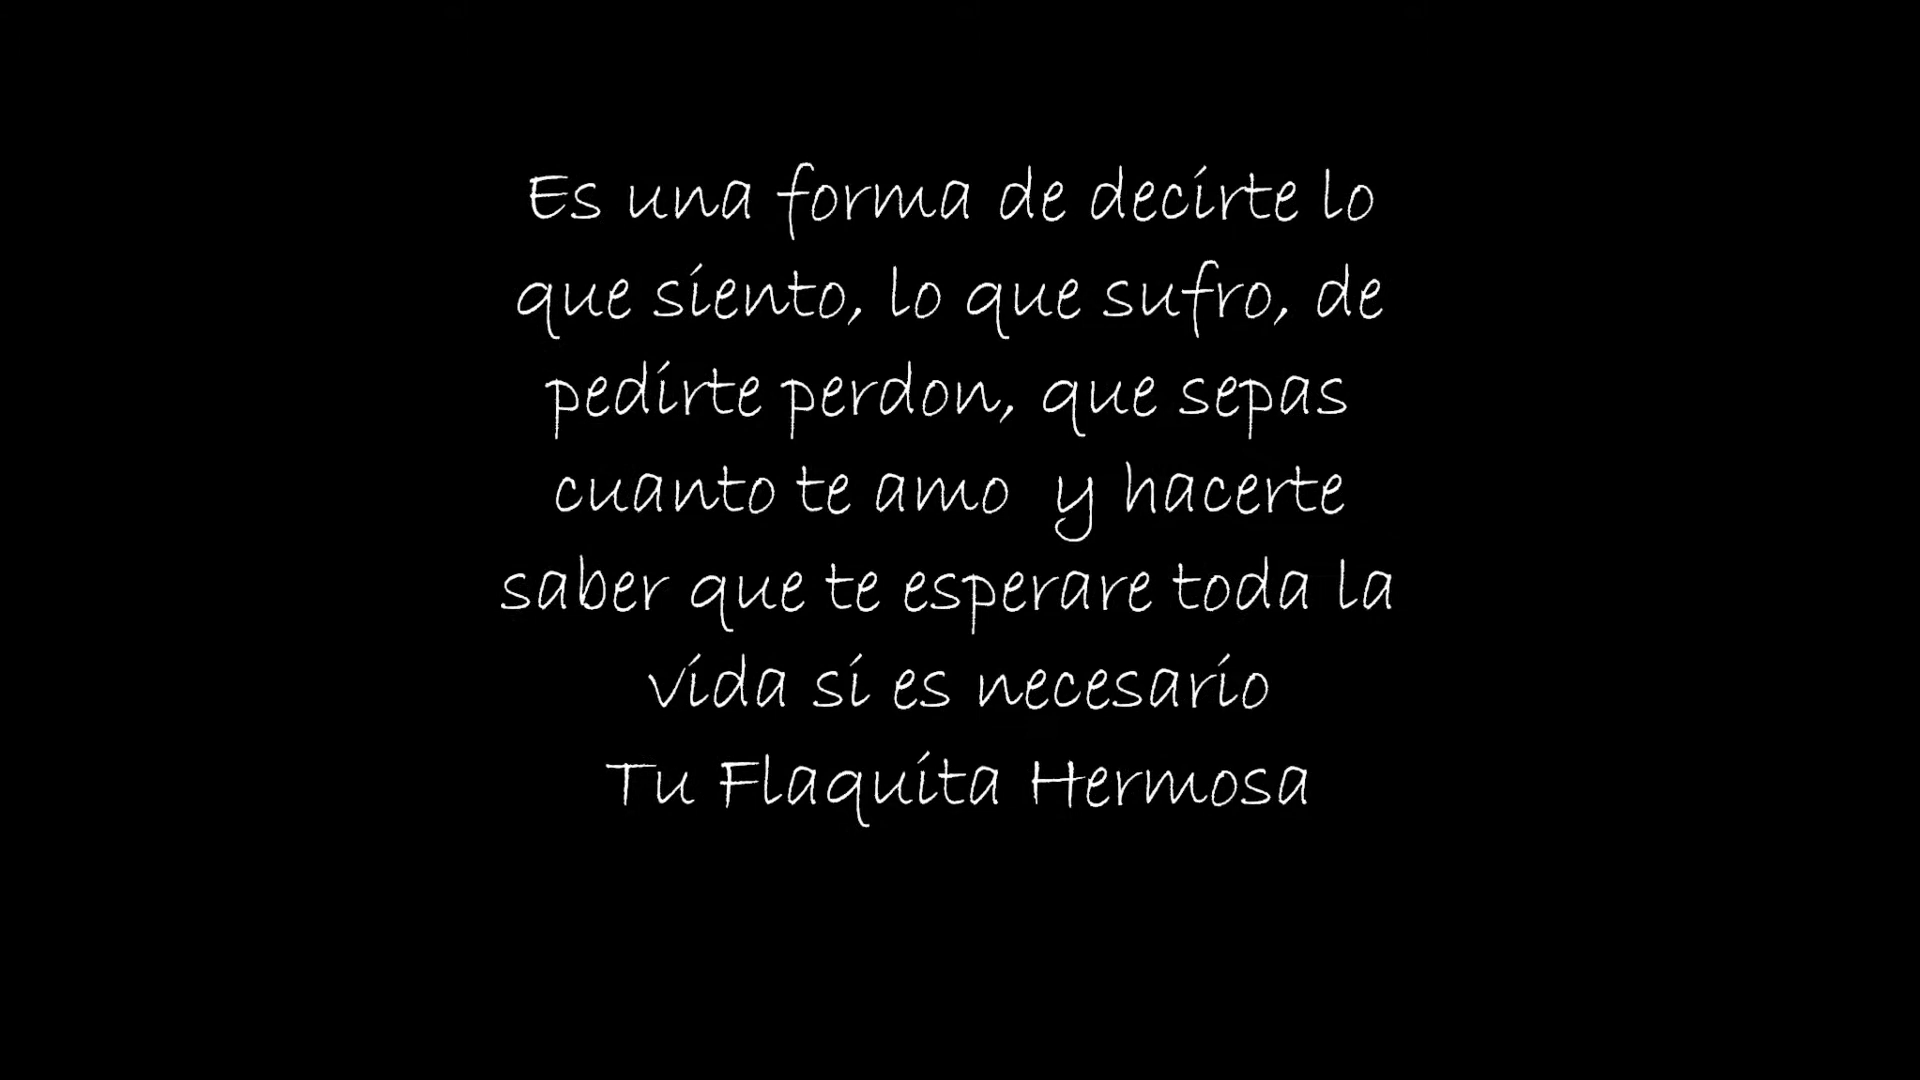 Es una forma de decirte lo
que siento, lo que sufro, de
pedirte perdon, que sepas
cuanto te amo  y hacerte
saber que te esperare toda la
vida si es necesario
Tu Flaquita Hermosa